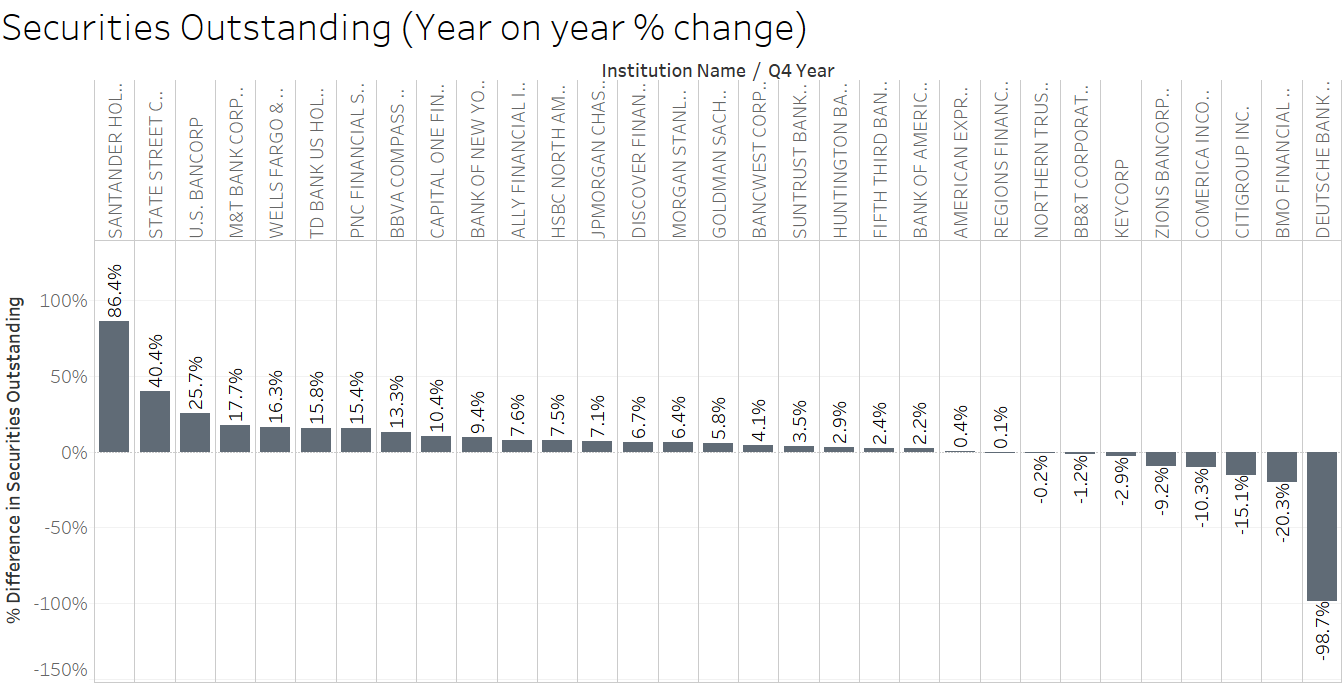 Securities Outstanding (Year on year % change)
Institution Name / Q4 Year
SANTANDER HOL..
STATE STREET C..
U.S. BANCORP
M&T BANK CORP..
WELLS FARGO & ..
TD BANK US HOL..
PNC FINANCIAL S..
BBVA COMPASS ..
CAPITAL ONE FIN..
BANK OF NEW YO..
ALLY FINANCIAL I..
HSBC NORTH AM..
JPMORGAN CHAS..
DISCOVER FINAN..
MORGAN STANL..
GOLDMAN SACH..
BANCWEST CORP..
SUNTRUST BANK..
HUNTINGTON BA..
FIFTH THIRD BAN..
BANK OF AMERIC..
AMERICAN EXPR..
REGIONS FINANC..
NORTHERN TRUS..
BB&T CORPORAT..
KEYCORP
ZIONS BANCORP..
COMERICA INCO..
CITIGROUP INC.
BMO FINANCIAL ..
DEUTSCHE BANK ..
% Difference in Securities Outstanding
100%
50%
0%
-50%
-100%
-150%
86.4%
40.4%
25.7%
17.7%
16.3%
15.8%
15.4%
13.3%
10.4%
9.4%
7.6%
7.5%
7.1%
6.7%
6.4%
5.8%
4.1%
3.5%
2.9%
2.4%
2.2%
0.4%
0.1%
-0.2%
-1.2%
-2.9%
-9.2%
-10.3%
-15.1%
-20.3%
-98.7%